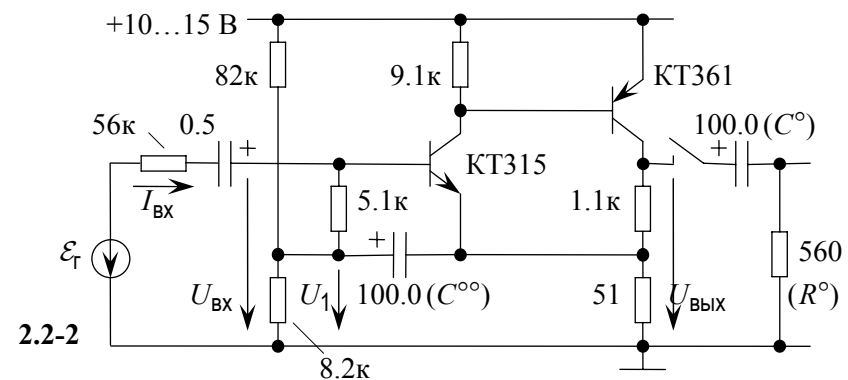 +10…15 В
82к
9.1к
КТ361
56к
0.5
+
100.0 (C°)
+
КТ315
Iвх
5.1к
1.1к
ℰг
+
560
Uвх
U1
100.0 (C°°)
51
Uвых
(R°)
2.2-2
8.2к